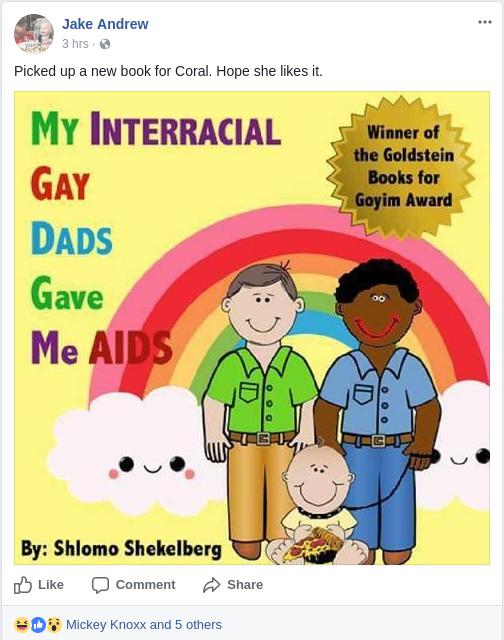 Jake Andrew
3 hrs ·
Picked up a new book for Coral. Hope she likes it.
My Interracial
Gay
Dads
Gave
Me AIDS
Winner of
the Goldstein
Books for
Goyim Award
By: Shlomo Shekelberg
Like
Comment
Share
Mickey Knoxx and 5 others